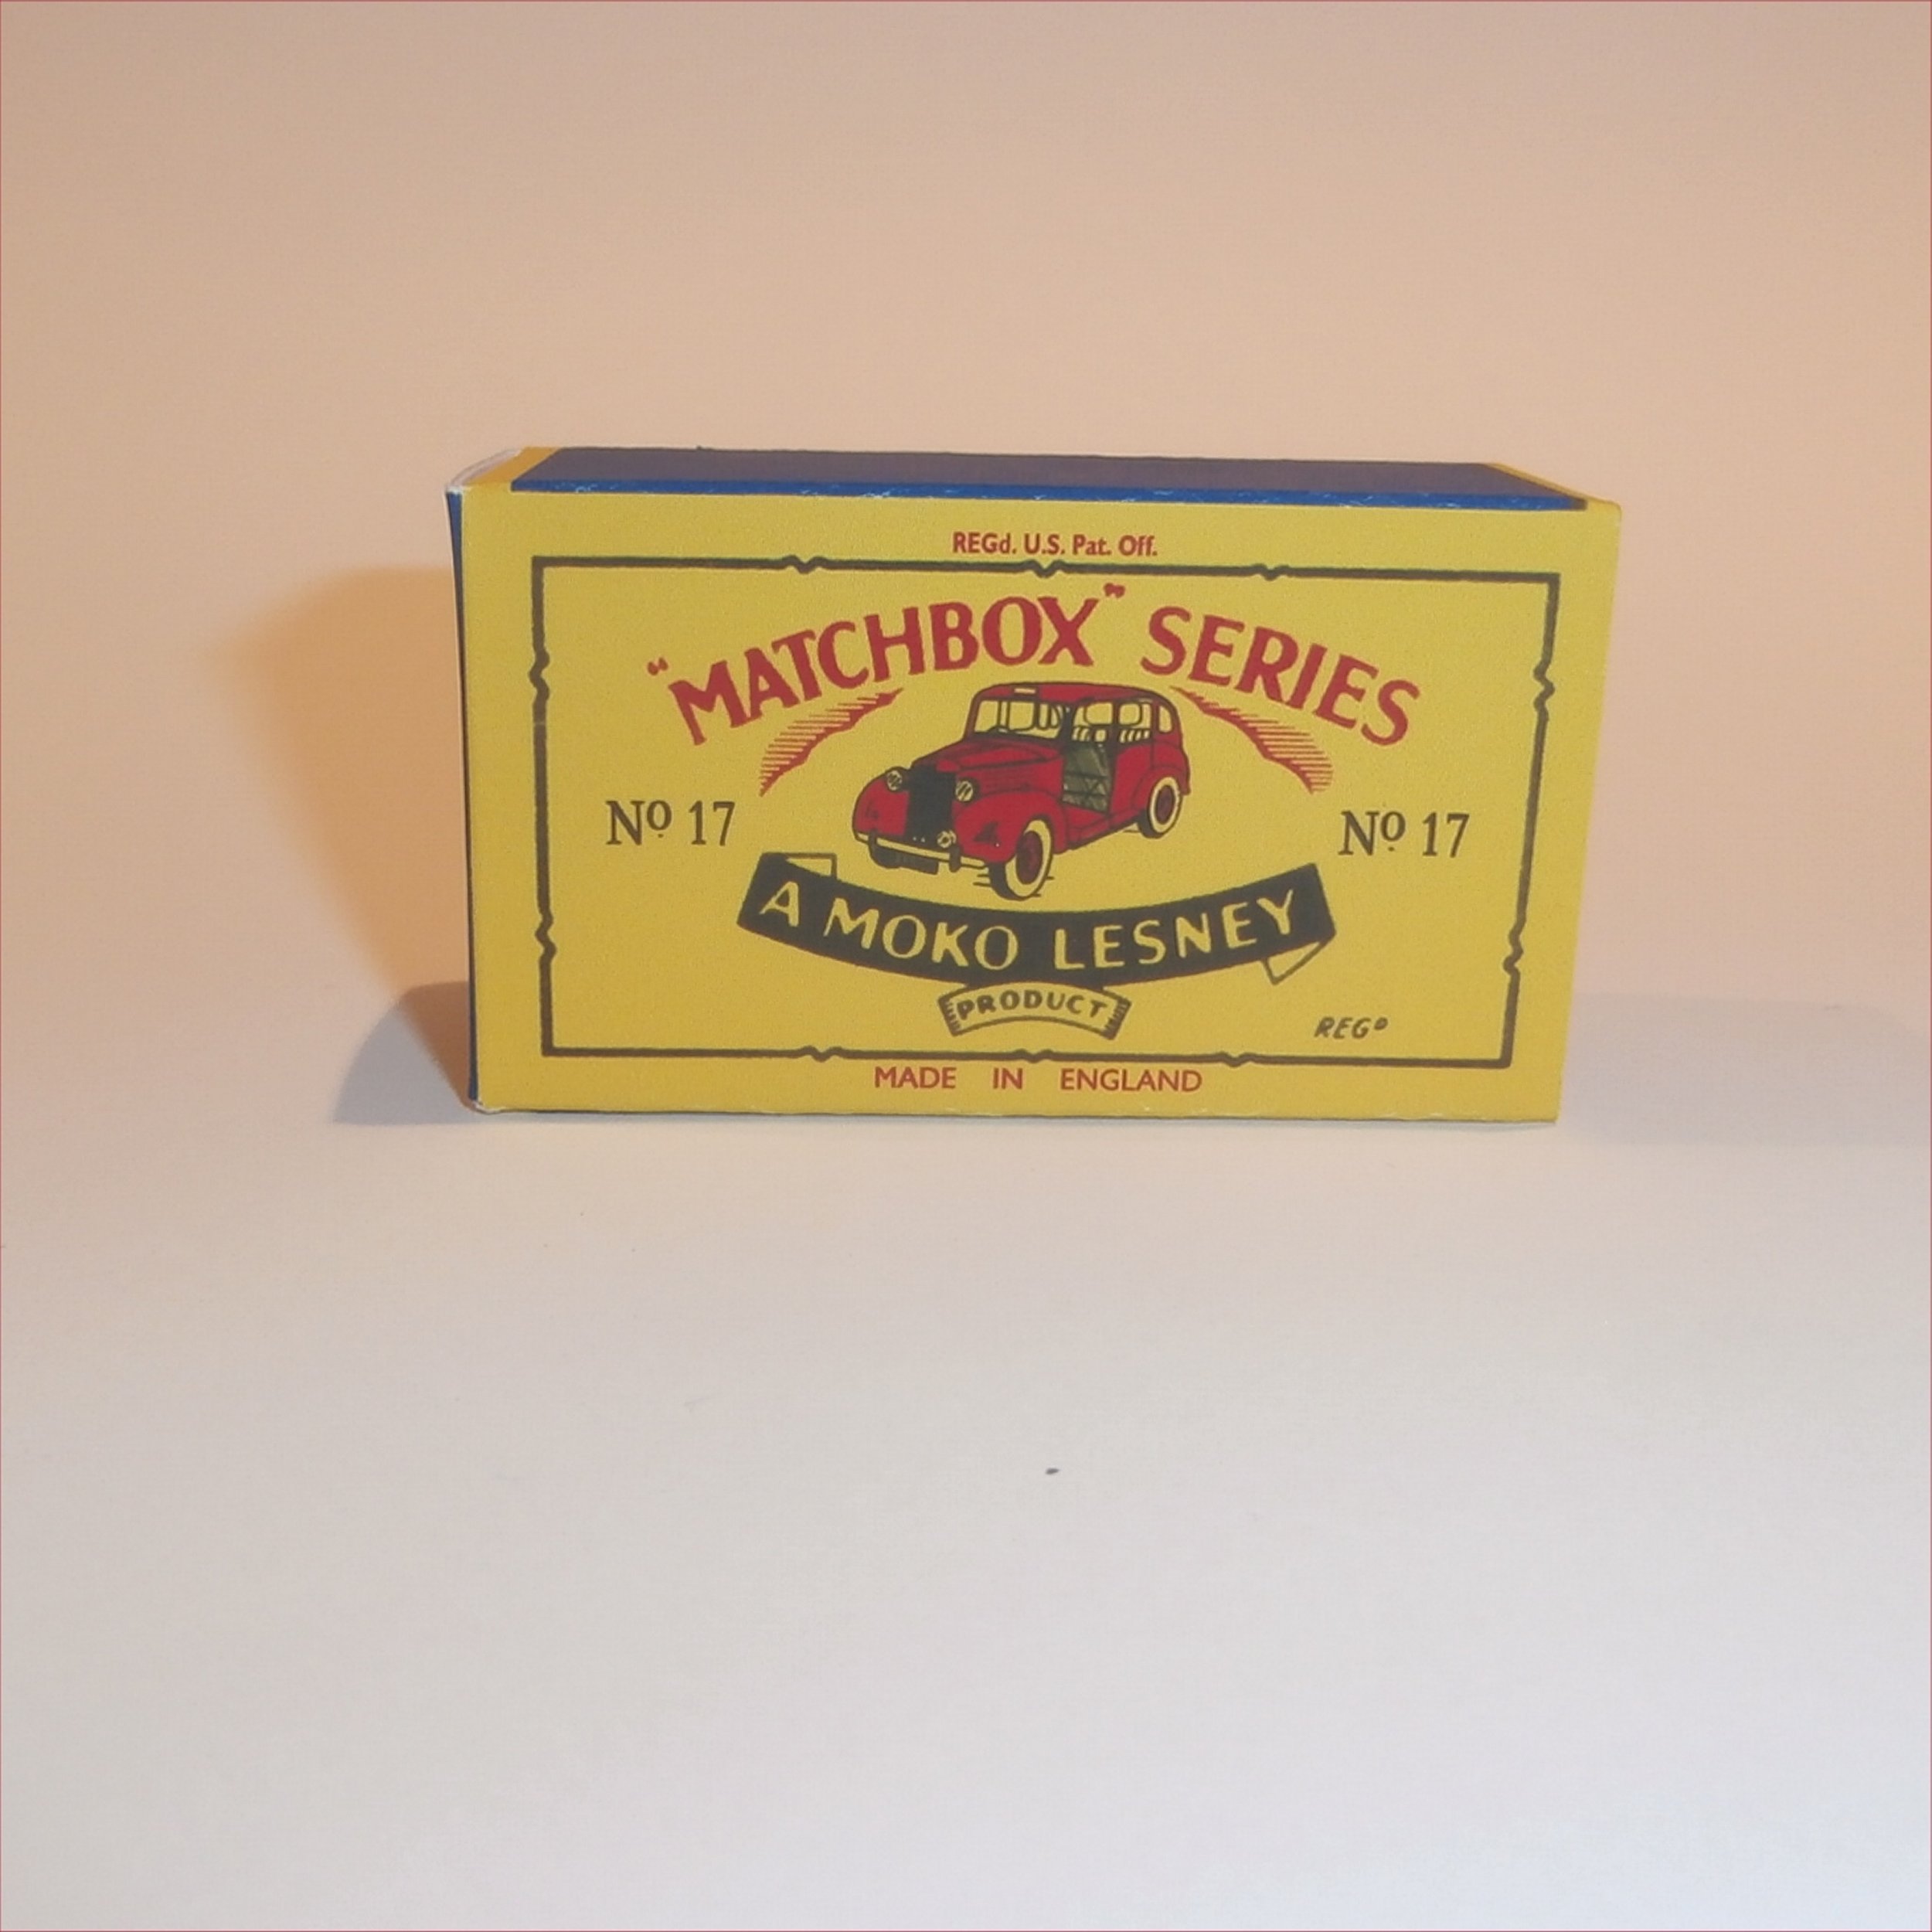 REGd. U.S. Pat. Off.
"MATCHBOX" SERIES
Nº 17
Nº 17
A MOKO LESNEY
PRODUCT
REGᴰ
MADE IN ENGLAND